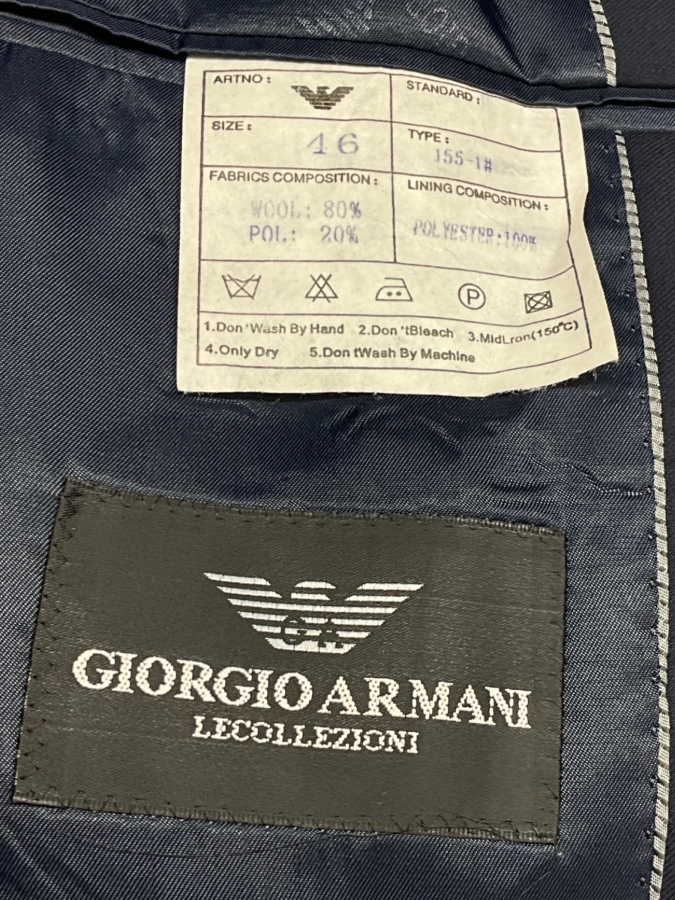 ARTNO:
STANDARD:
SIZE:
46
TYPE:
155-1#
FABRICS COMPOSITION:
WOOL: 80%
POL: 20%
LINING COMPOSITION:
POLYESTER:100%
P
1.Don'Wash By Hand 2.Don 'tBleach 3.MidLron(150°C)
4.Only Dry 5.Don tWash By Machine
GA
GIORGIO ARMANI
LECOLLEZIONI